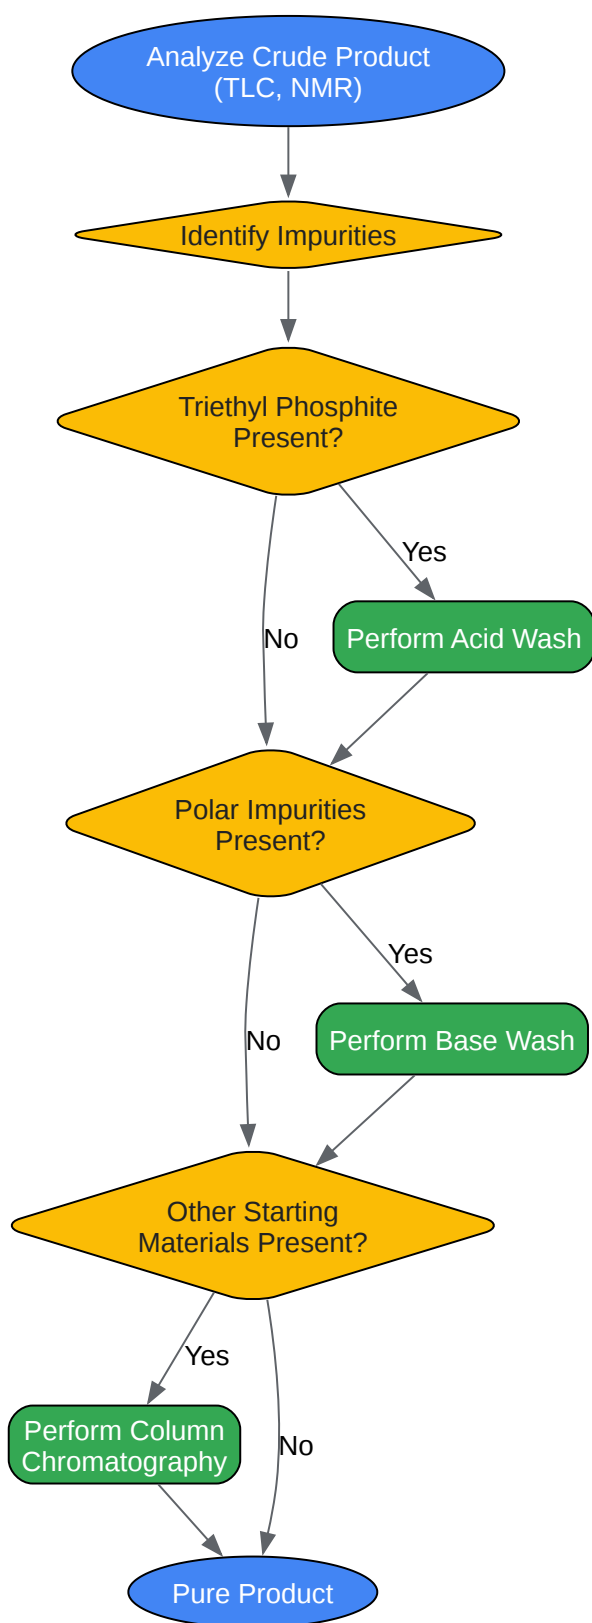 Analyze Crude Product
(TLC, NMR)
Identify Impurities
Triethyl Phosphite
Present?
Yes
No
Perform Acid Wash
Polar Impurities
Present?
Yes
No
Perform Base Wash
Other Starting
Materials Present?
Yes
No
Perform Column
Chromatography
Pure Product